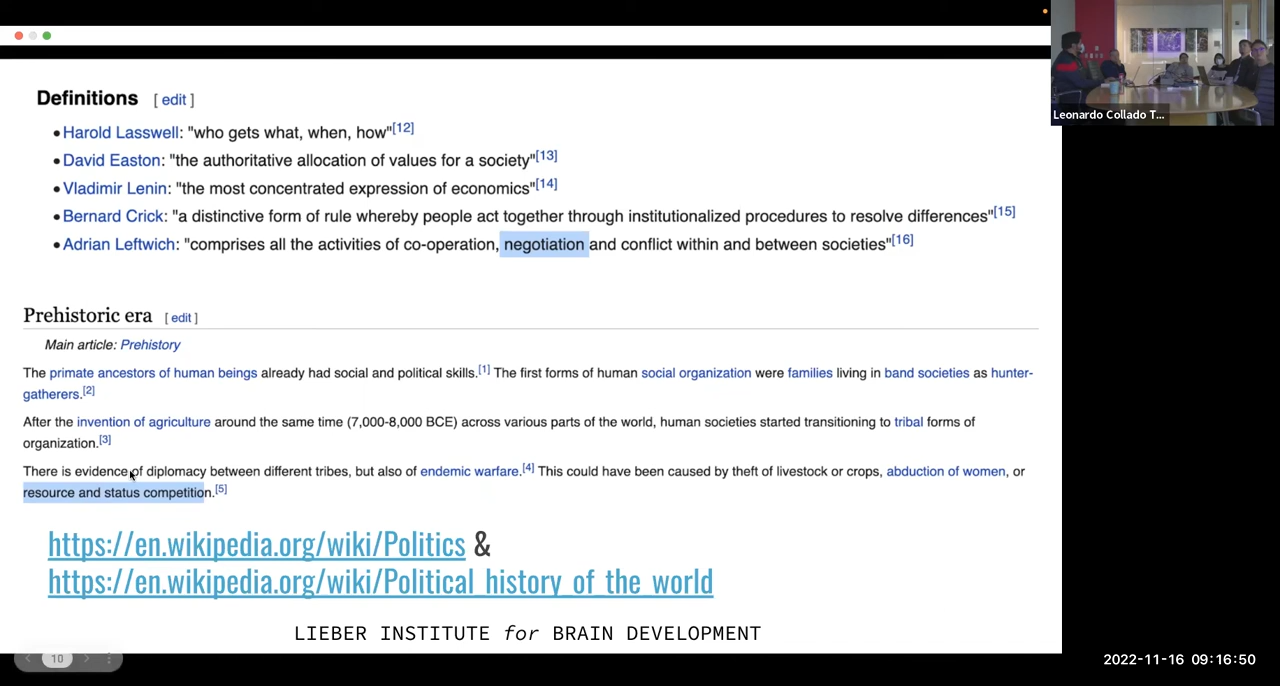 Definitions [ edit ]
• Harold Lasswell: "who gets what, when, how"[12]
• David Easton: "the authoritative allocation of values for a society"[13]
• Vladimir Lenin: "the most concentrated expression of economics"[14]
• Bernard Crick: "a distinctive form of rule whereby people act together through institutionalized procedures to resolve differences"[15]
• Adrian Leftwich: "comprises all the activities of co-operation, negotiation and conflict within and between societies"[16]
Prehistoric era [ edit ]
Main article: Prehistory
The primate ancestors of human beings already had social and political skills.[1] The first forms of human social organization were families living in band societies as hunter-
gatherers.[2]
After the invention of agriculture around the same time (7,000-8,000 BCE) across various parts of the world, human societies started transitioning to tribal forms of
organization.[3]
There is evidence of diplomacy between different tribes, but also of endemic warfare.[4] This could have been caused by theft of livestock or crops, abduction of women, or
resource and status competition.[5]
https://en.wikipedia.org/wiki/Politics &
https://en.wikipedia.org/wiki/Political_history_of_the_world
LIEBER INSTITUTE for BRAIN DEVELOPMENT
10
Leonardo Collado T...
2022-11-16 09:16:50